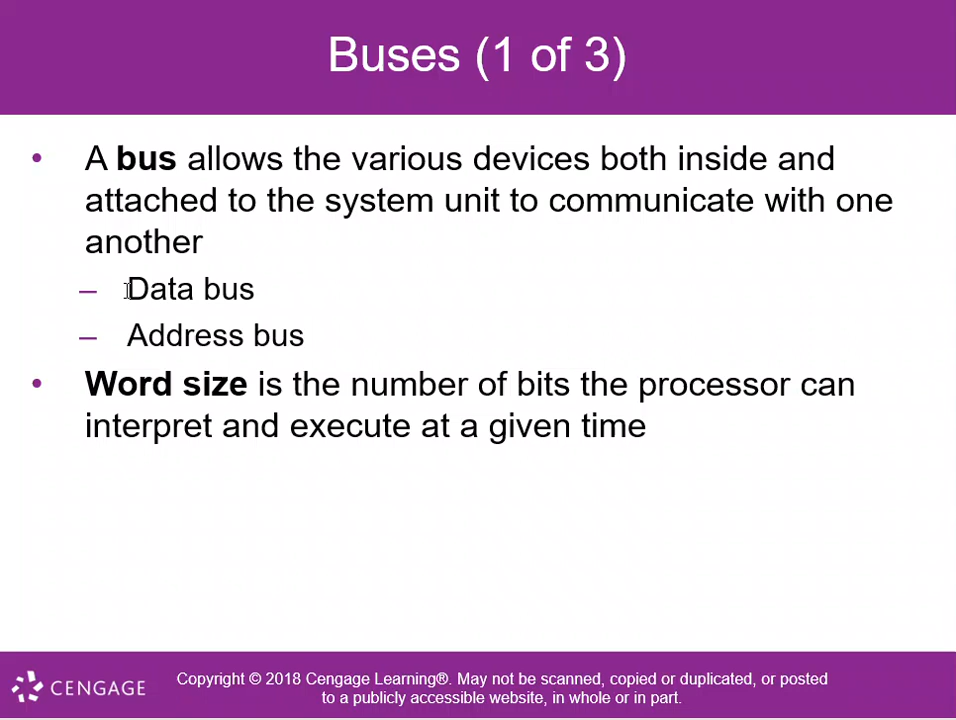 Buses (1 of 3)
• A bus allows the various devices both inside and
attached to the system unit to communicate with one
another
– Data bus
– Address bus
• Word size is the number of bits the processor can
interpret and execute at a given time
CENGAGE
Copyright © 2018 Cengage Learning®. May not be scanned, copied or duplicated, or posted
to a publicly accessible website, in whole or in part.